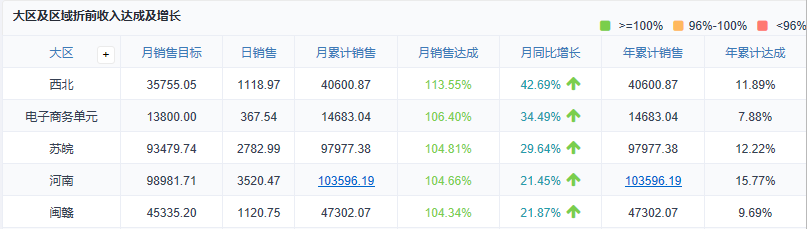 大区及区域折前收入达成及增长
>=100% 96%-100% <96%
大区 + 月销售目标 日销售 月累计销售 月销售达成 月同比增长 年累计销售 年累计达成
西北 35755.05 1118.97 40600.87 113.55% 42.69% 40600.87 11.89%
电子商务单元 13800.00 367.54 14683.04 106.40% 34.49% 14683.04 7.88%
苏皖 93479.74 2782.99 97977.38 104.81% 29.64% 97977.38 12.22%
河南 98981.71 3520.47 103596.19 104.66% 21.45% 103596.19 15.77%
闽赣 45335.20 1120.75 47302.07 104.34% 21.87% 47302.07 9.69%